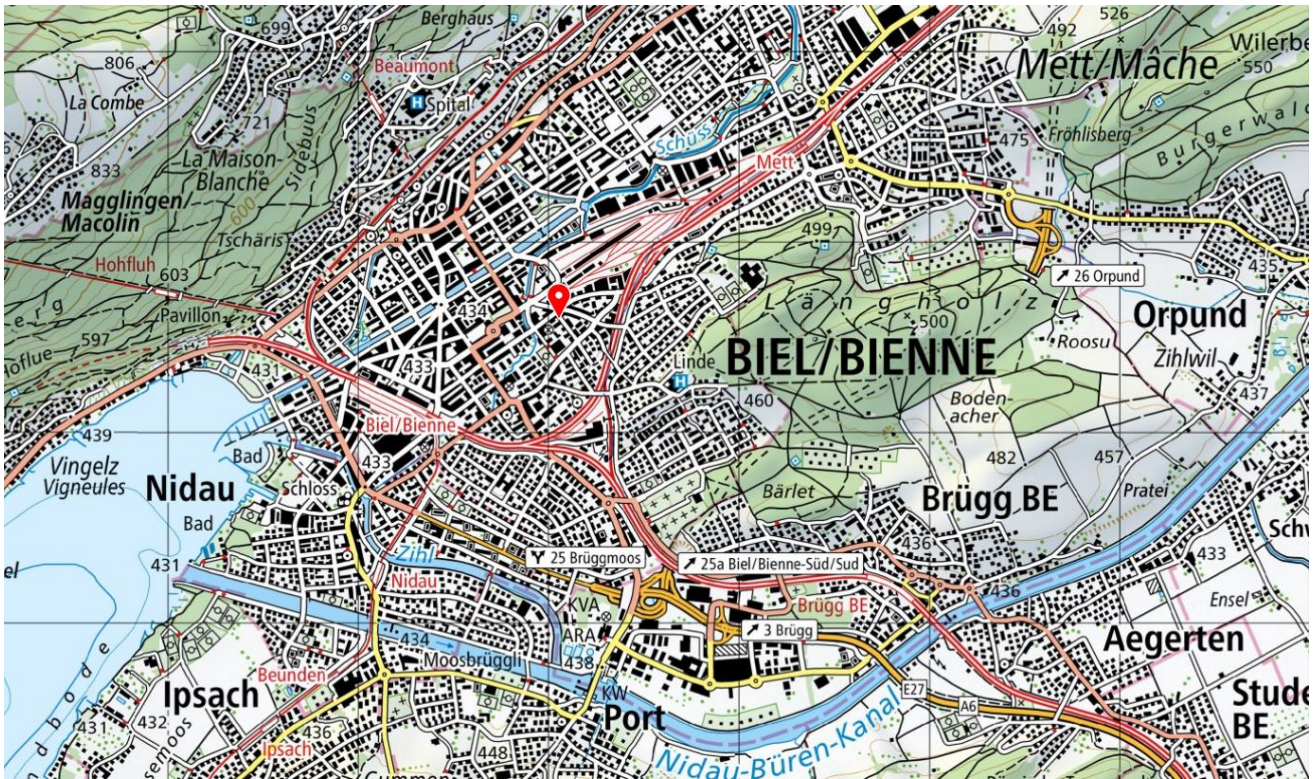 699
Berghaus
526
492
Wilerbe
550
806
Beaumont
Mett/Mâche
La Combe
Spital
721
Schüss
475
Fröhlisberg
Burgerwal
La Maison-
Blanche
Sidebuus
833
Mett
Magglingen/
Macolin
600
Tschäris
499
Hohfluh
603
435
26 Orpund
Längholz
Pavillon
434
500
Orpund
597
Roosu
Zihlwil
431
433
Linde
BIEL/BIENNE
460
Boden-
acher
437
439
Biel/Bienne
Vingelz
Vigneules
Bad
433
482
457
Nidau
Schloss
Bärlet
Brügg BE
Pratei
Bad
436
433
431
Zihl
25 Brüggmoos
25a Biel/Bienne-Süd/Sud
Nidau
KVA
Brügg BE
436
Ensel
434
ARA
3 Brügg
Aegerten
Moosbrüggli
438
Beunden
Ipsach
KW
E27
Stude
BE
431
432
Port
A6
436
Ipsach
448
Nidau-Büren-Kanal